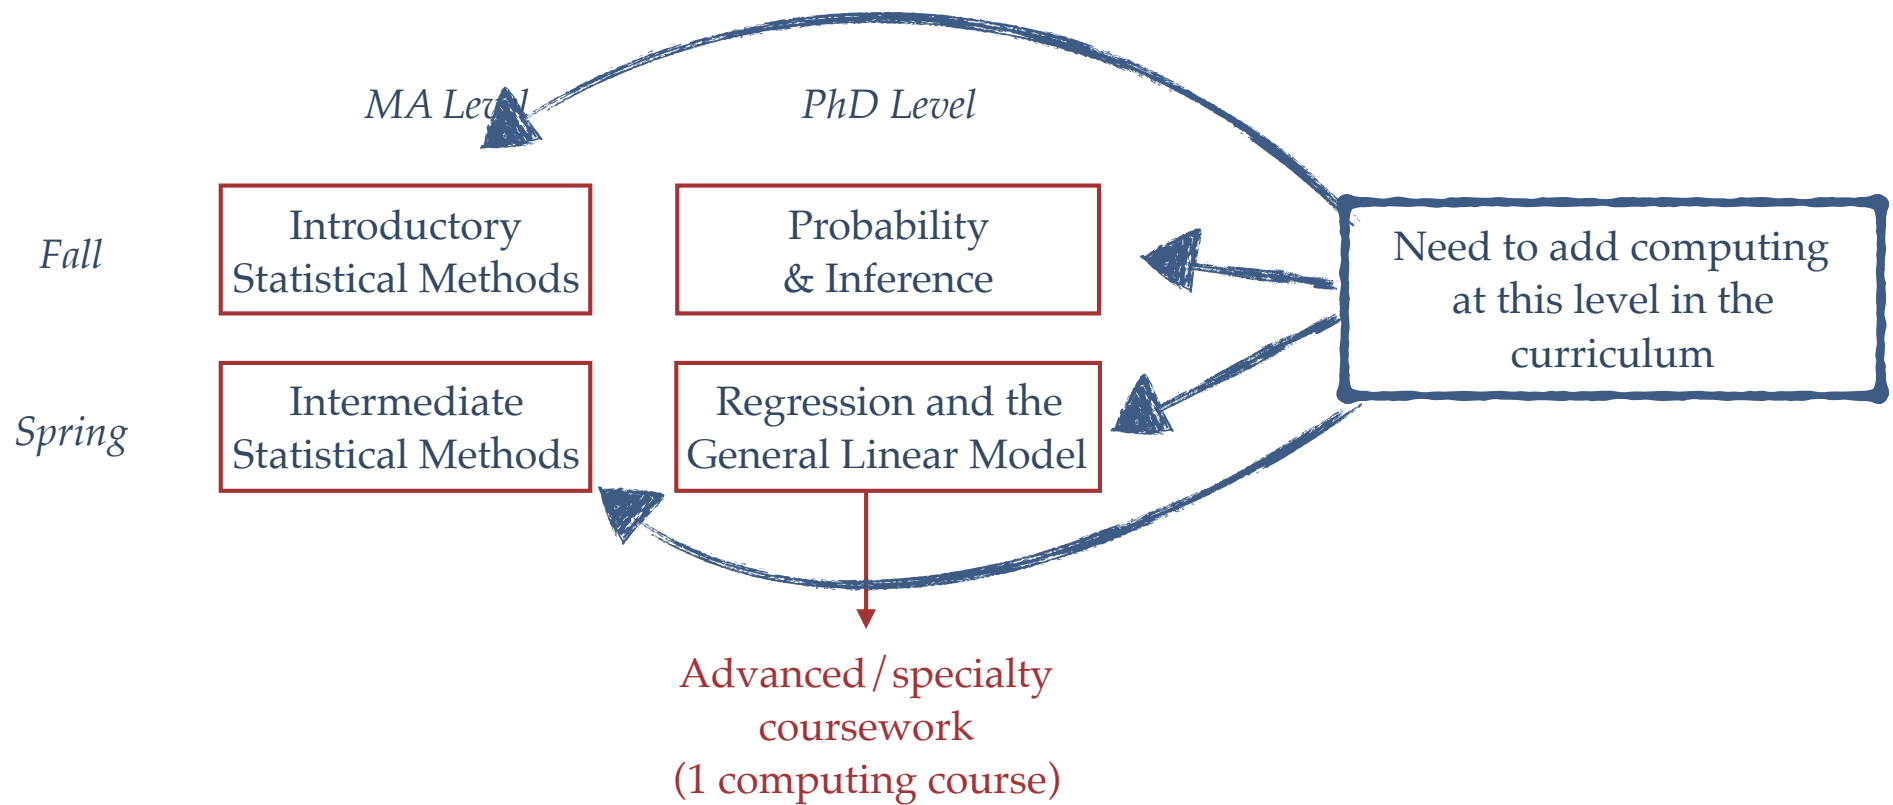 MA Level
PhD Level
Fall
Introductory
Statistical Methods
Probability
& Inference
Need to add computing
at this level in the
curriculum
Spring
Intermediate
Statistical Methods
Regression and the
General Linear Model
Advanced/specialty
coursework
(1 computing course)